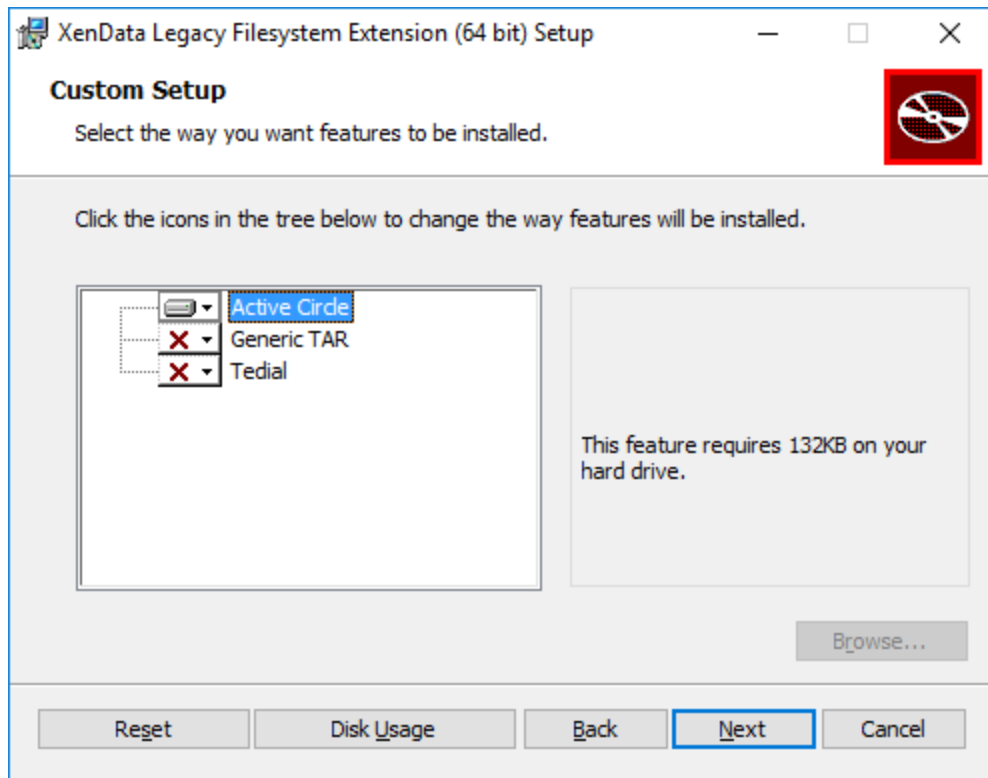 XenData Legacy Filesystem Extension (64 bit) Setup
Custom Setup
Select the way you want features to be installed.
Click the icons in the tree below to change the way features will be installed.
Active Circle
Generic TAR
Tedial
This feature requires 132KB on your
hard drive.
Browse...
Reset
Disk Usage
Back
Next
Cancel